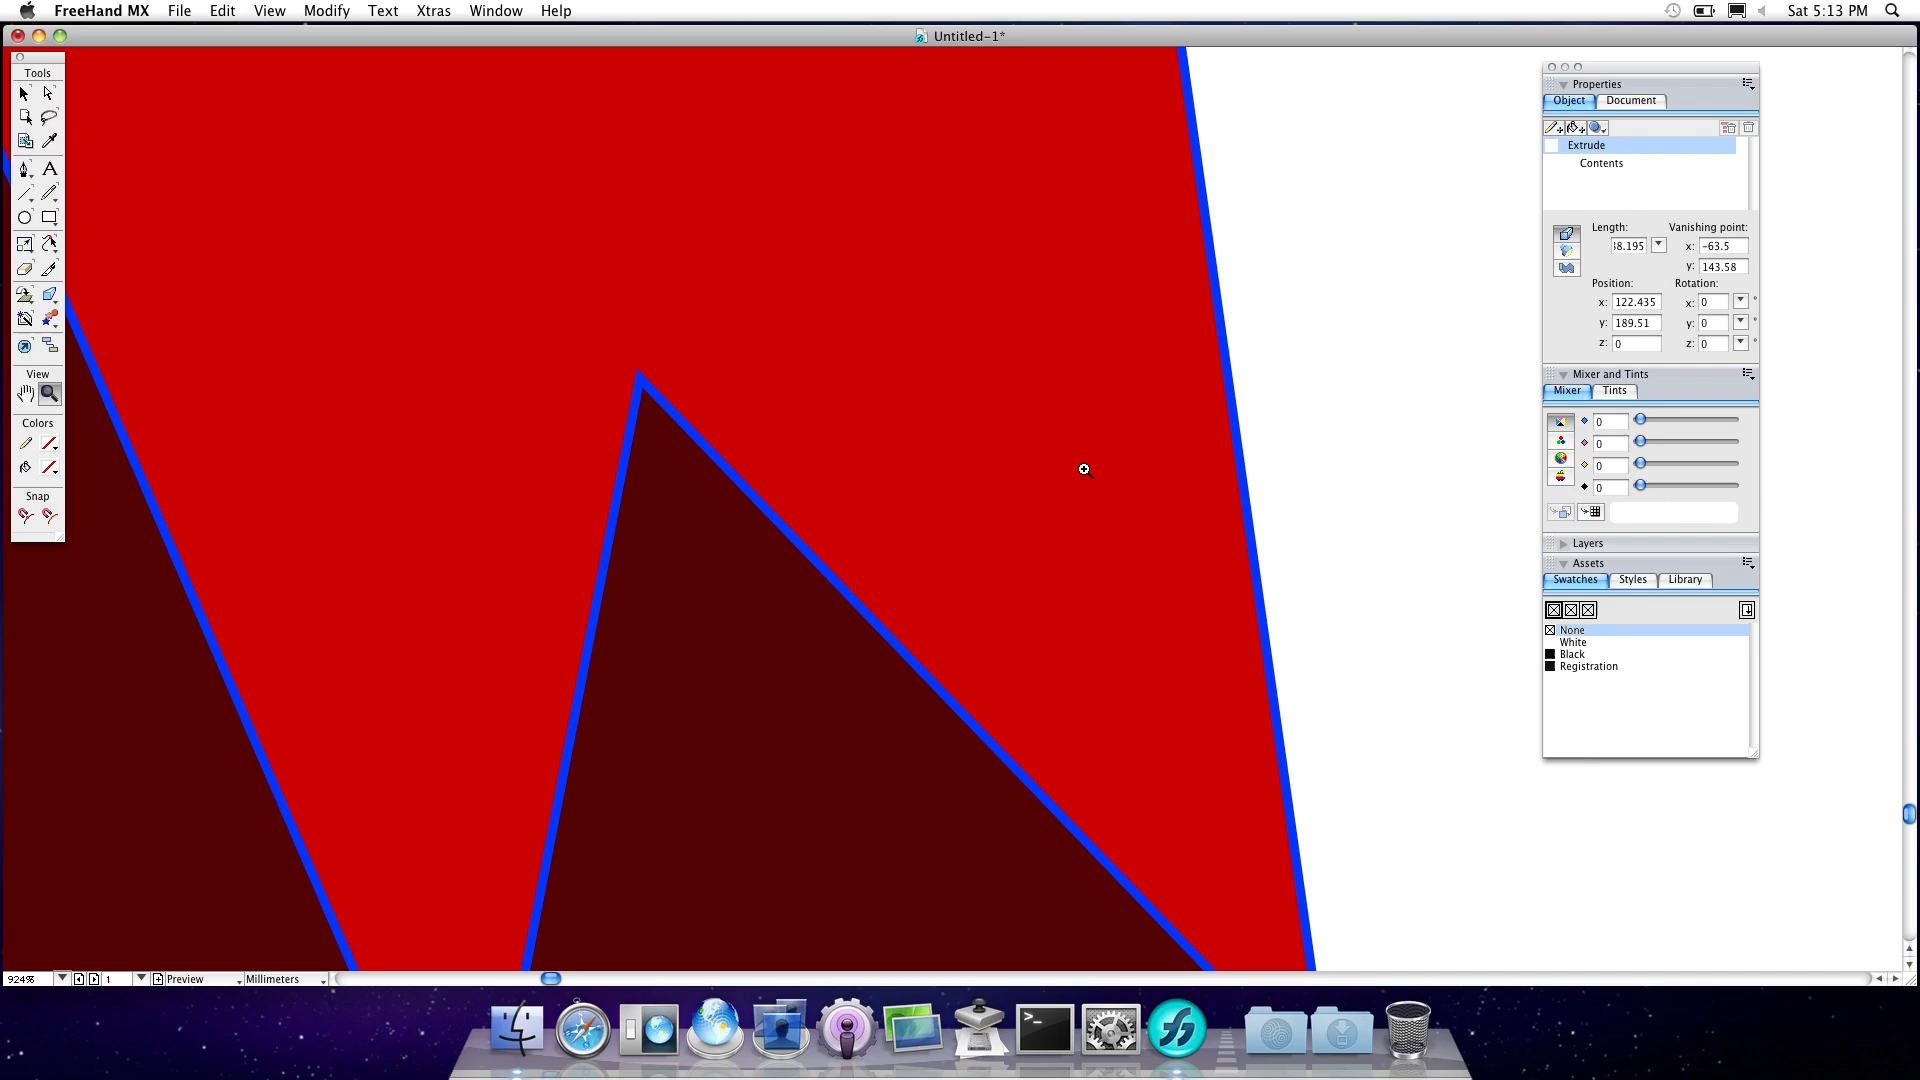 FreeHand MX File Edit View Modify Text Xtras Window Help Sat 5:13 PM
Untitled-1*
Tools
View
Colors
Snap
Properties
Object Document
Extrude
Contents
Length: Vanishing point:
8.195 x: -63.5
y: 143.58
Position: Rotation:
x: 122.435 x: 0 °
y: 189.51 y: 0 °
z: 0 z: 0 °
Mixer and Tints
Mixer Tints
0
0
0
0
Layers
Assets
Swatches Styles Library
None
White
Black
Registration
924% 1 Preview Millimeters